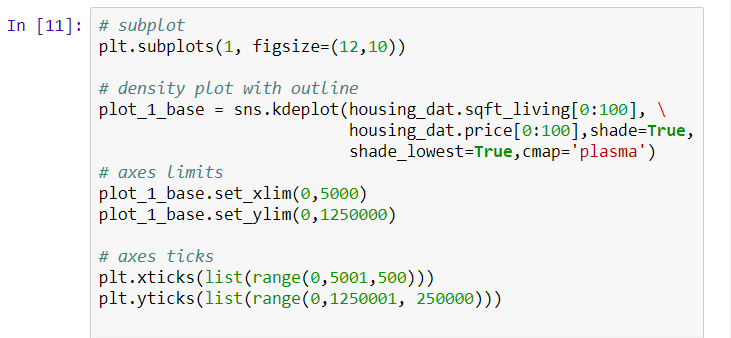 In [11]: # subplot
plt.subplots(1, figsize=(12,10))
# density plot with outline
plot_1_base = sns.kdeplot(housing_dat.sqft_living[0:100], \
housing_dat.price[0:100],shade=True,
shade_lowest=True,cmap='plasma')
# axes limits
plot_1_base.set_xlim(0,5000)
plot_1_base.set_ylim(0,1250000)
# axes ticks
plt.xticks(list(range(0,5001,500)))
plt.yticks(list(range(0,1250001, 250000)))